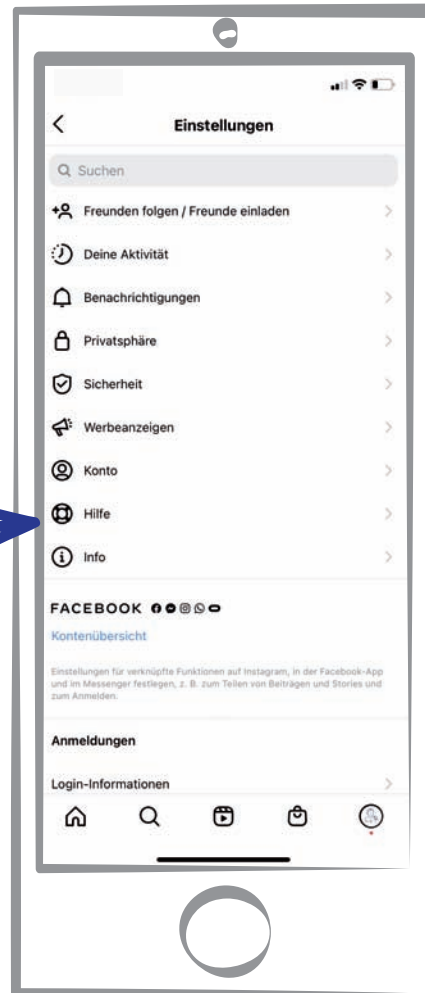 Einstellungen
Suchen
Freunden folgen / Freunde einladen
Deine Aktivität
Benachrichtigungen
Privatsphäre
Sicherheit
Werbeanzeigen
Konto
Hilfe
Info
FACEBOOK
Kontenübersicht
Einstellungen für verknüpfte Funktionen auf Instagram, in der Facebook-App
und im Messenger festlegen, z. B. zum Teilen von Beiträgen und Stories und
zum Anmelden.
Anmeldungen
Login-Informationen